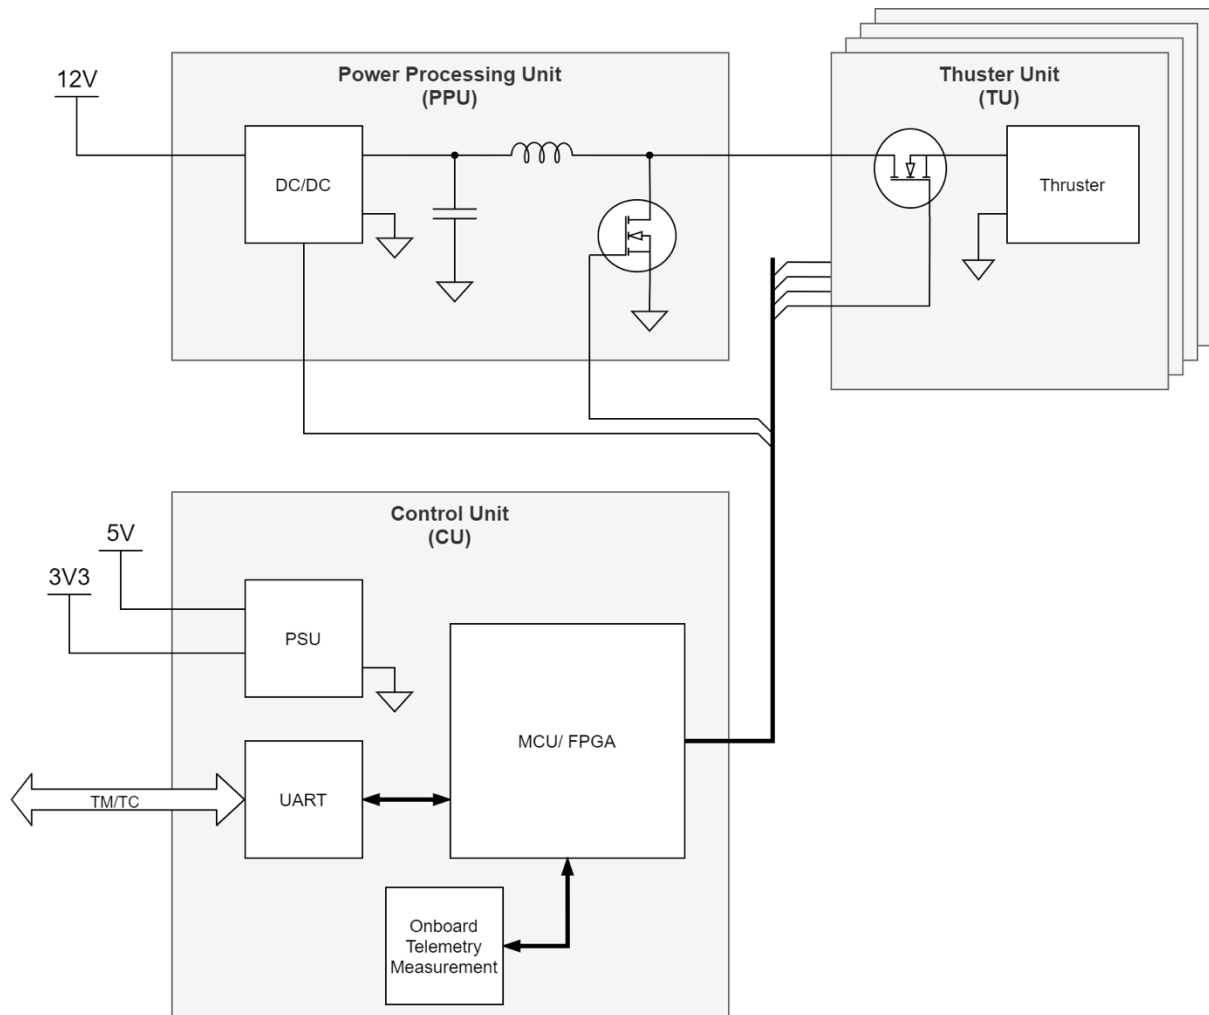 12V
Power Processing Unit
(PPU)
DC/DC
Thuster Unit
(TU)
Thruster
Control Unit
(CU)
5V
3V3
PSU
MCU/ FPGA
TM/TC
UART
Onboard
Telemetry
Measurement